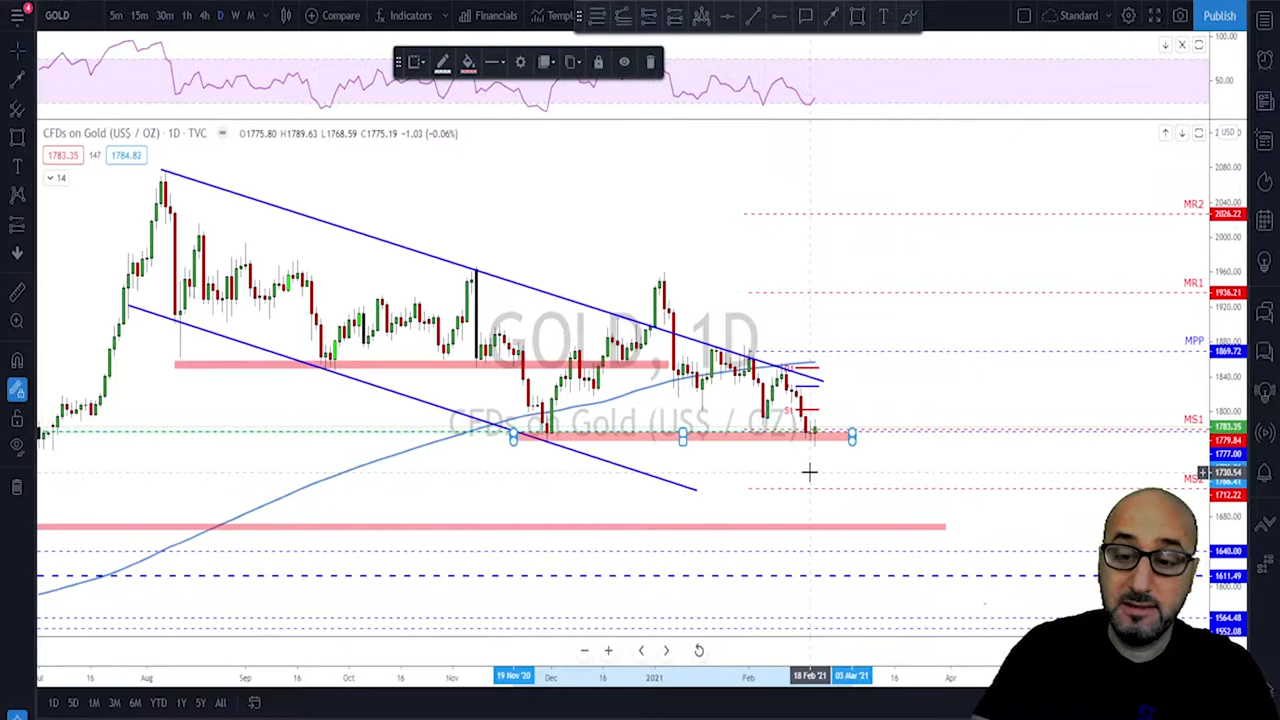 4
GOLD 5m 15m 30m 1h 4h D W M Compare Indicators Financials Templ Standard Publish
100.00
50.00
CFDs on Gold (US$ / OZ) · 1D · TVC O1775.80 H1789.63 L1768.59 C1775.19 −1.03 (−0.06%)
USD
1783.35 147 1784.82
14
2080.00
2040.00
MR2 2026.22
2000.00
1960.00
MR1 1936.21
1920.00
GOLD, 1D
1880.00
MPP 1869.72
1840.00
CFDs on Gold (US$ / OZ)
S1
1800.00
MS1 1783.35
1779.84
1777.00
1730.54
MS2
1712.22
1680.00
1640.00
1611.49
1600.00
1564.48
1552.08
16 Aug Sep 16 Oct 16 Nov 19 Nov '20 Dec 16 2021 Feb 18 Feb '21 03 Mar '21 16 Apr
1D 5D 1M 3M 6M YTD 1Y 5Y All